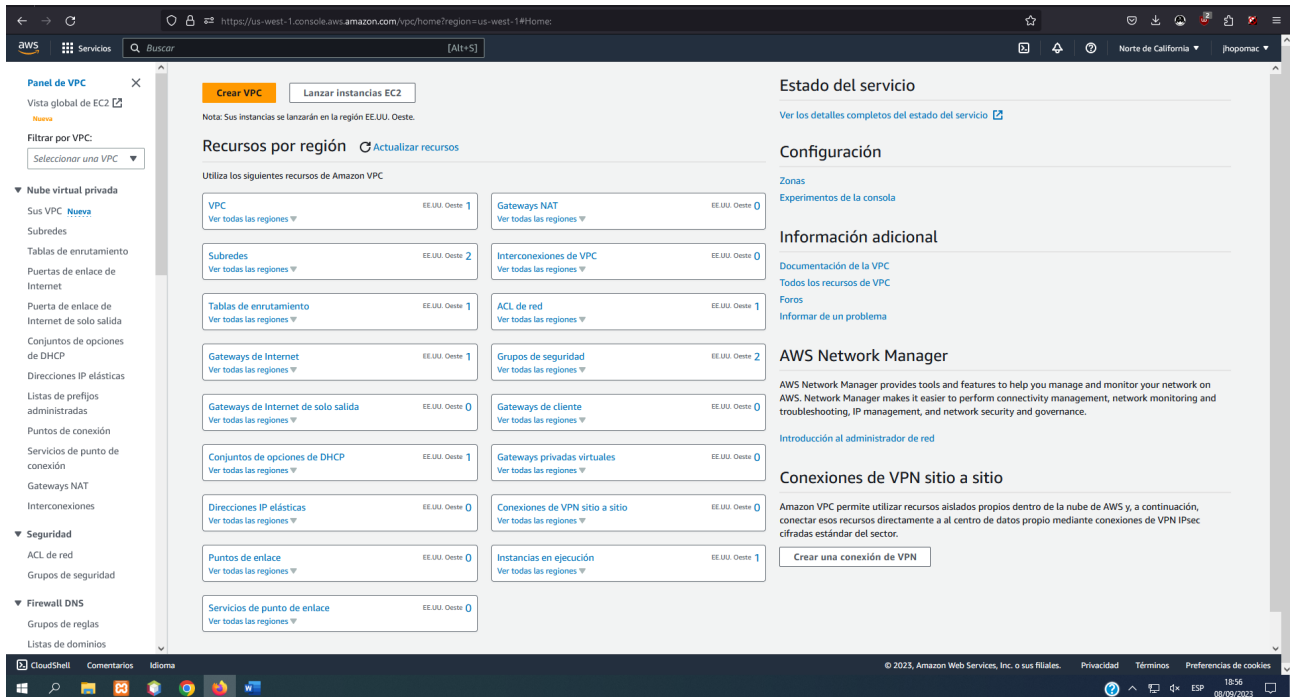 https://us-west-1.console.aws.amazon.com/vpc/home?region=us-west-1#Home:
2
aws
Servicios
Buscar
[Alt+S]
Norte de California
jhopomac
Panel de VPC
Vista global de EC2
Nueva
Filtrar por VPC:
Seleccionar una VPC
Nube virtual privada
Sus VPC Nueva
Subredes
Tablas de enrutamiento
Puertas de enlace de
Internet
Puerta de enlace de
Internet de solo salida
Conjuntos de opciones
de DHCP
Direcciones IP elásticas
Listas de prefijos
administradas
Puntos de conexión
Servicios de punto de
conexión
Gateways NAT
Interconexiones
Seguridad
ACL de red
Grupos de seguridad
Firewall DNS
Grupos de reglas
Listas de dominios
Crear VPC
Lanzar instancias EC2
Nota: Sus instancias se lanzarán en la región EE.UU. Oeste.
Recursos por región Actualizar recursos
Utiliza los siguientes recursos de Amazon VPC
VPC EE.UU. Oeste 1
Ver todas las regiones
Gateways NAT EE.UU. Oeste 0
Ver todas las regiones
Subredes EE.UU. Oeste 2
Ver todas las regiones
Interconexiones de VPC EE.UU. Oeste 0
Ver todas las regiones
Tablas de enrutamiento EE.UU. Oeste 1
Ver todas las regiones
ACL de red EE.UU. Oeste 1
Ver todas las regiones
Gateways de Internet EE.UU. Oeste 1
Ver todas las regiones
Grupos de seguridad EE.UU. Oeste 2
Ver todas las regiones
Gateways de Internet de solo salida EE.UU. Oeste 0
Ver todas las regiones
Gateways de cliente EE.UU. Oeste 0
Ver todas las regiones
Conjuntos de opciones de DHCP EE.UU. Oeste 1
Ver todas las regiones
Gateways privadas virtuales EE.UU. Oeste 0
Ver todas las regiones
Direcciones IP elásticas EE.UU. Oeste 0
Ver todas las regiones
Conexiones de VPN sitio a sitio EE.UU. Oeste 0
Ver todas las regiones
Puntos de enlace EE.UU. Oeste 0
Ver todas las regiones
Instancias en ejecución EE.UU. Oeste 1
Ver todas las regiones
Servicios de punto de enlace EE.UU. Oeste 0
Ver todas las regiones
Estado del servicio
Ver los detalles completos del estado del servicio
Configuración
Zonas
Experimentos de la consola
Información adicional
Documentación de la VPC
Todos los recursos de VPC
Foros
Informar de un problema
AWS Network Manager
AWS Network Manager provides tools and features to help you manage and monitor your network on
AWS. Network Manager makes it easier to perform connectivity management, network monitoring and
troubleshooting, IP management, and network security and governance.
Introducción al administrador de red
Conexiones de VPN sitio a sitio
Amazon VPC permite utilizar recursos aislados propios dentro de la nube de AWS y, a continuación,
conectar esos recursos directamente a al centro de datos propio mediante conexiones de VPN IPsec
cifradas estándar del sector.
Crear una conexión de VPN
CloudShell Comentarios Idioma
© 2023, Amazon Web Services, Inc. o sus filiales. Privacidad Términos Preferencias de cookies
ESP
18:56
08/09/2023